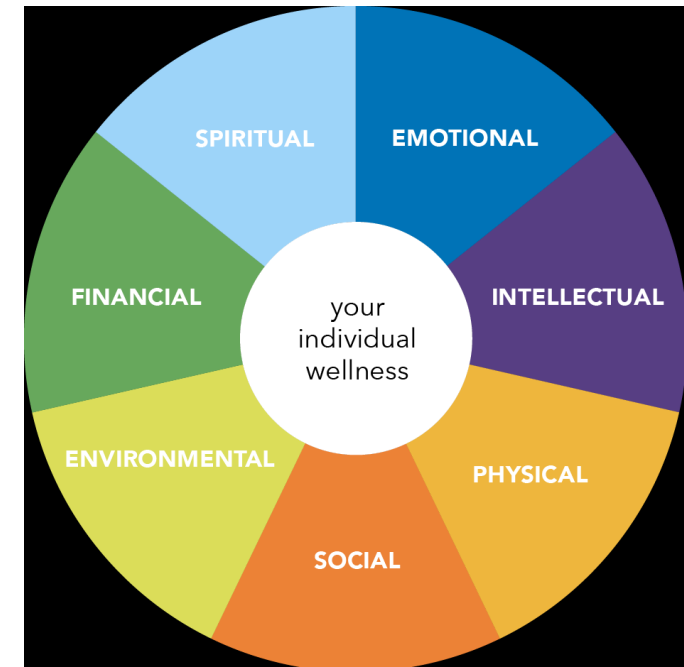 SPIRITUAL
EMOTIONAL
FINANCIAL
INTELLECTUAL
your
individual
wellness
ENVIRONMENTAL
PHYSICAL
SOCIAL